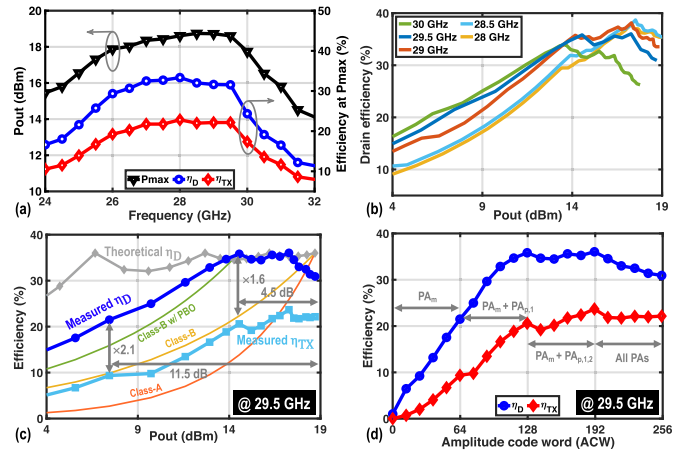 20
18
16
14
12
10
Pout (dBm)
50
40
30
20
10
Efficiency at Pmax (%)
Pmax ηD ηTX
24 26 28 30 32
Frequency (GHz)
(a)
40
30
20
10
Drain efficiency (%)
30 GHz 28.5 GHz
29.5 GHz 28 GHz
29 GHz
4 9 14 19
Pout (dBm)
(b)
40
30
20
10
0
Efficiency (%)
Theoretical ηD
Measured ηD
×1.6
4.5 dB
Class-B w/ PBO
Class-B
Measured ηTX
×2.1
11.5 dB
Class-A
@ 29.5 GHz
4 9 14 19
Pout (dBm)
(c)
40
30
20
10
0
Efficiency (%)
PAm
PAm + PAp,1
PAm + PAp,1,2
All PAs
ηD ηTX
@ 29.5 GHz
0 64 128 192 256
Amplitude code word (ACW)
(d)